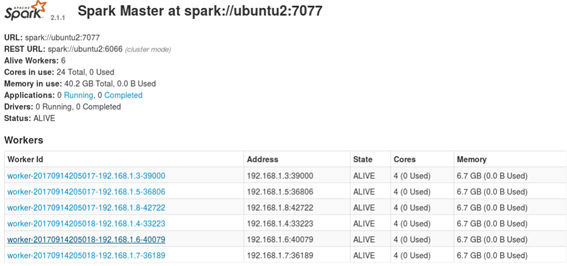 APACHE
Spark 2.1.1 Spark Master at spark://ubuntu2:7077
URL: spark://ubuntu2:7077
REST URL: spark://ubuntu2:6066 (cluster mode)
Alive Workers: 6
Cores in use: 24 Total, 0 Used
Memory in use: 40.2 GB Total, 0.0 B Used
Applications: 0 Running, 0 Completed
Drivers: 0 Running, 0 Completed
Status: ALIVE
Workers
Worker Id Address State Cores Memory
worker-20170914205017-192.168.1.3-39000 192.168.1.3:39000 ALIVE 4 (0 Used) 6.7 GB (0.0 B Used)
worker-20170914205017-192.168.1.5-36806 192.168.1.5:36806 ALIVE 4 (0 Used) 6.7 GB (0.0 B Used)
worker-20170914205017-192.168.1.8-42722 192.168.1.8:42722 ALIVE 4 (0 Used) 6.7 GB (0.0 B Used)
worker-20170914205018-192.168.1.4-33223 192.168.1.4:33223 ALIVE 4 (0 Used) 6.7 GB (0.0 B Used)
worker-20170914205018-192.168.1.6-40079 192.168.1.6:40079 ALIVE 4 (0 Used) 6.7 GB (0.0 B Used)
worker-20170914205018-192.168.1.7-36189 192.168.1.7:36189 ALIVE 4 (0 Used) 6.7 GB (0.0 B Used)